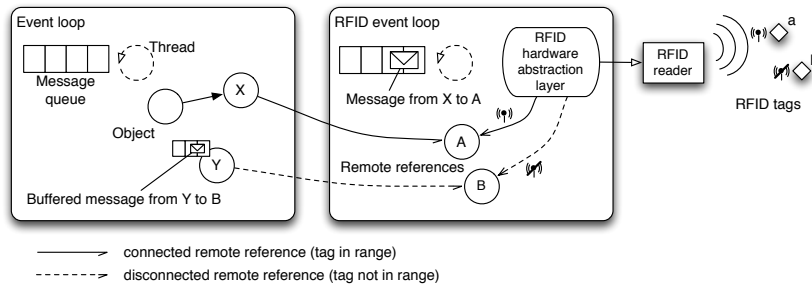 Event loop
Thread
Message
queue
X
Object
Y
Buffered message from Y to B
RFID event loop
Message from X to A
RFID
hardware
abstraction
layer
A
Remote references
B
RFID
reader
a
RFID tags
connected remote reference (tag in range)
disconnected remote reference (tag not in range)